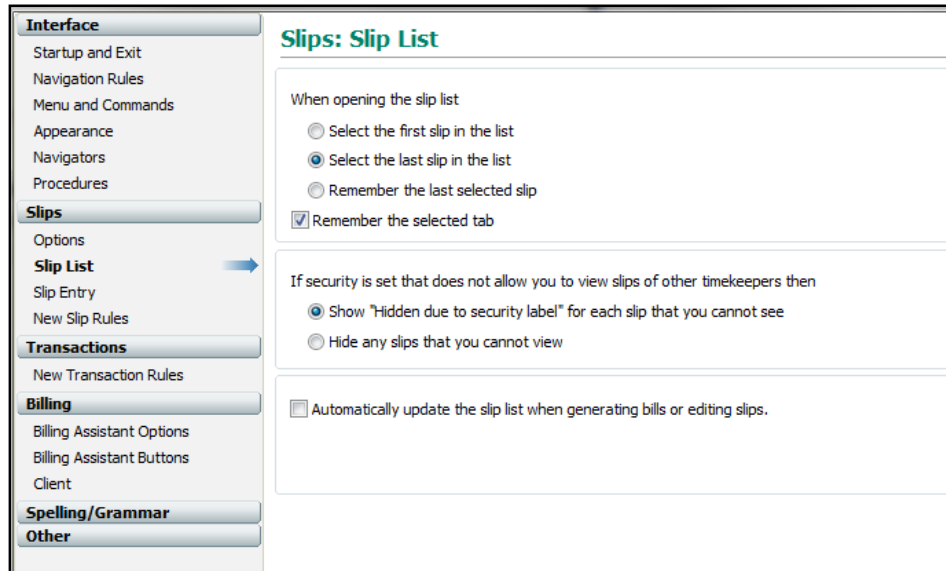 Interface
Startup and Exit
Navigation Rules
Menu and Commands
Appearance
Navigators
Procedures
Slips
Options
Slip List
Slip Entry
New Slip Rules
Transactions
New Transaction Rules
Billing
Billing Assistant Options
Billing Assistant Buttons
Client
Spelling/Grammar
Other
Slips: Slip List
When opening the slip list
Select the first slip in the list
Select the last slip in the list
Remember the last selected slip
Remember the selected tab
If security is set that does not allow you to view slips of other timekeepers then
Show "Hidden due to security label" for each slip that you cannot see
Hide any slips that you cannot view
Automatically update the slip list when generating bills or editing slips.